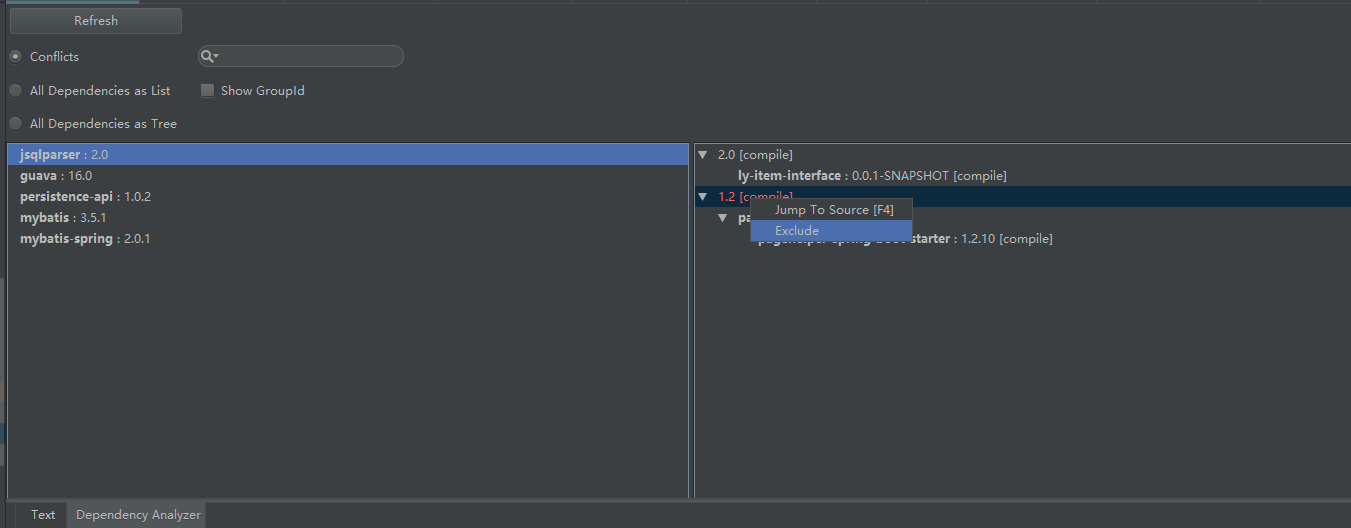 Refresh
Conflicts
All Dependencies as List
Show GroupId
All Dependencies as Tree
jsqlparser : 2.0
guava : 16.0
persistence-api : 1.0.2
mybatis : 3.5.1
mybatis-spring : 2.0.1
2.0 [compile]
ly-item-interface : 0.0.1-SNAPSHOT [compile]
1.2 [compile]
Jump To Source [F4]
Exclude
starter : 1.2.10 [compile]
Text
Dependency Analyzer